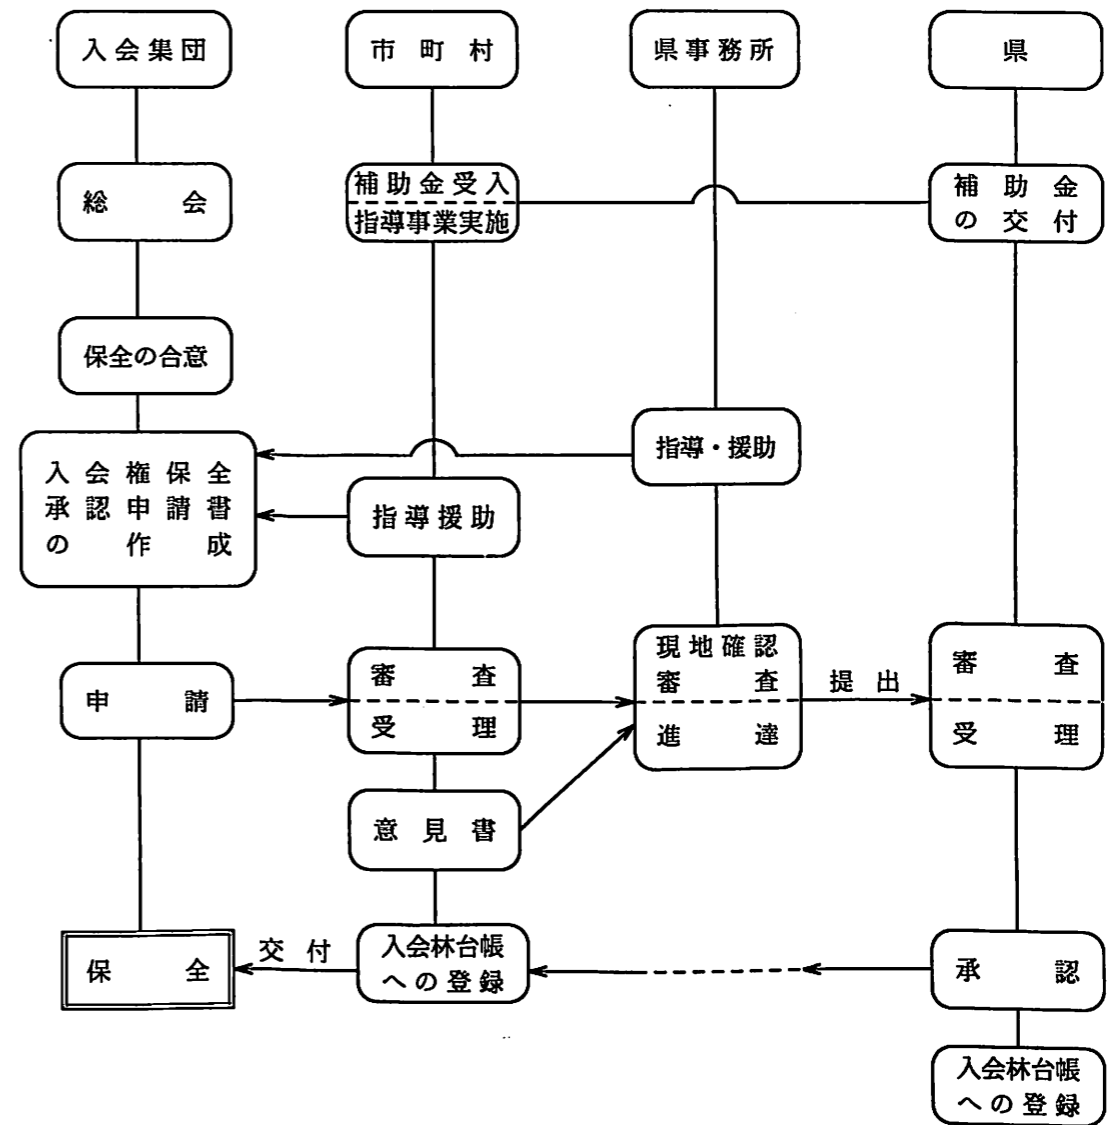 入会集団
市町村
県事務所
県
総会
補助金受入
指導事業実施
補助金
の交付
保全の合意
入会権保全
承認申請書
の作成
指導・援助
指導援助
申請
審査
受理
現地確認
審査
進達
提出
審査
受理
意見書
保全
交付
入会林台帳
への登録
承認
入会林台帳
への登録